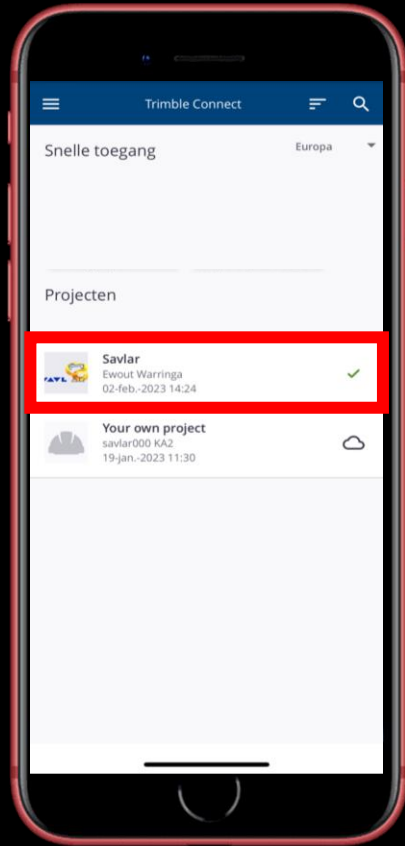 Trimble Connect
Snelle toegang
Europa
Projecten
Savlar
Ewout Warringa
02-feb.-2023 14:24
Your own project
savlar000 KA2
19-jan.-2023 11:30